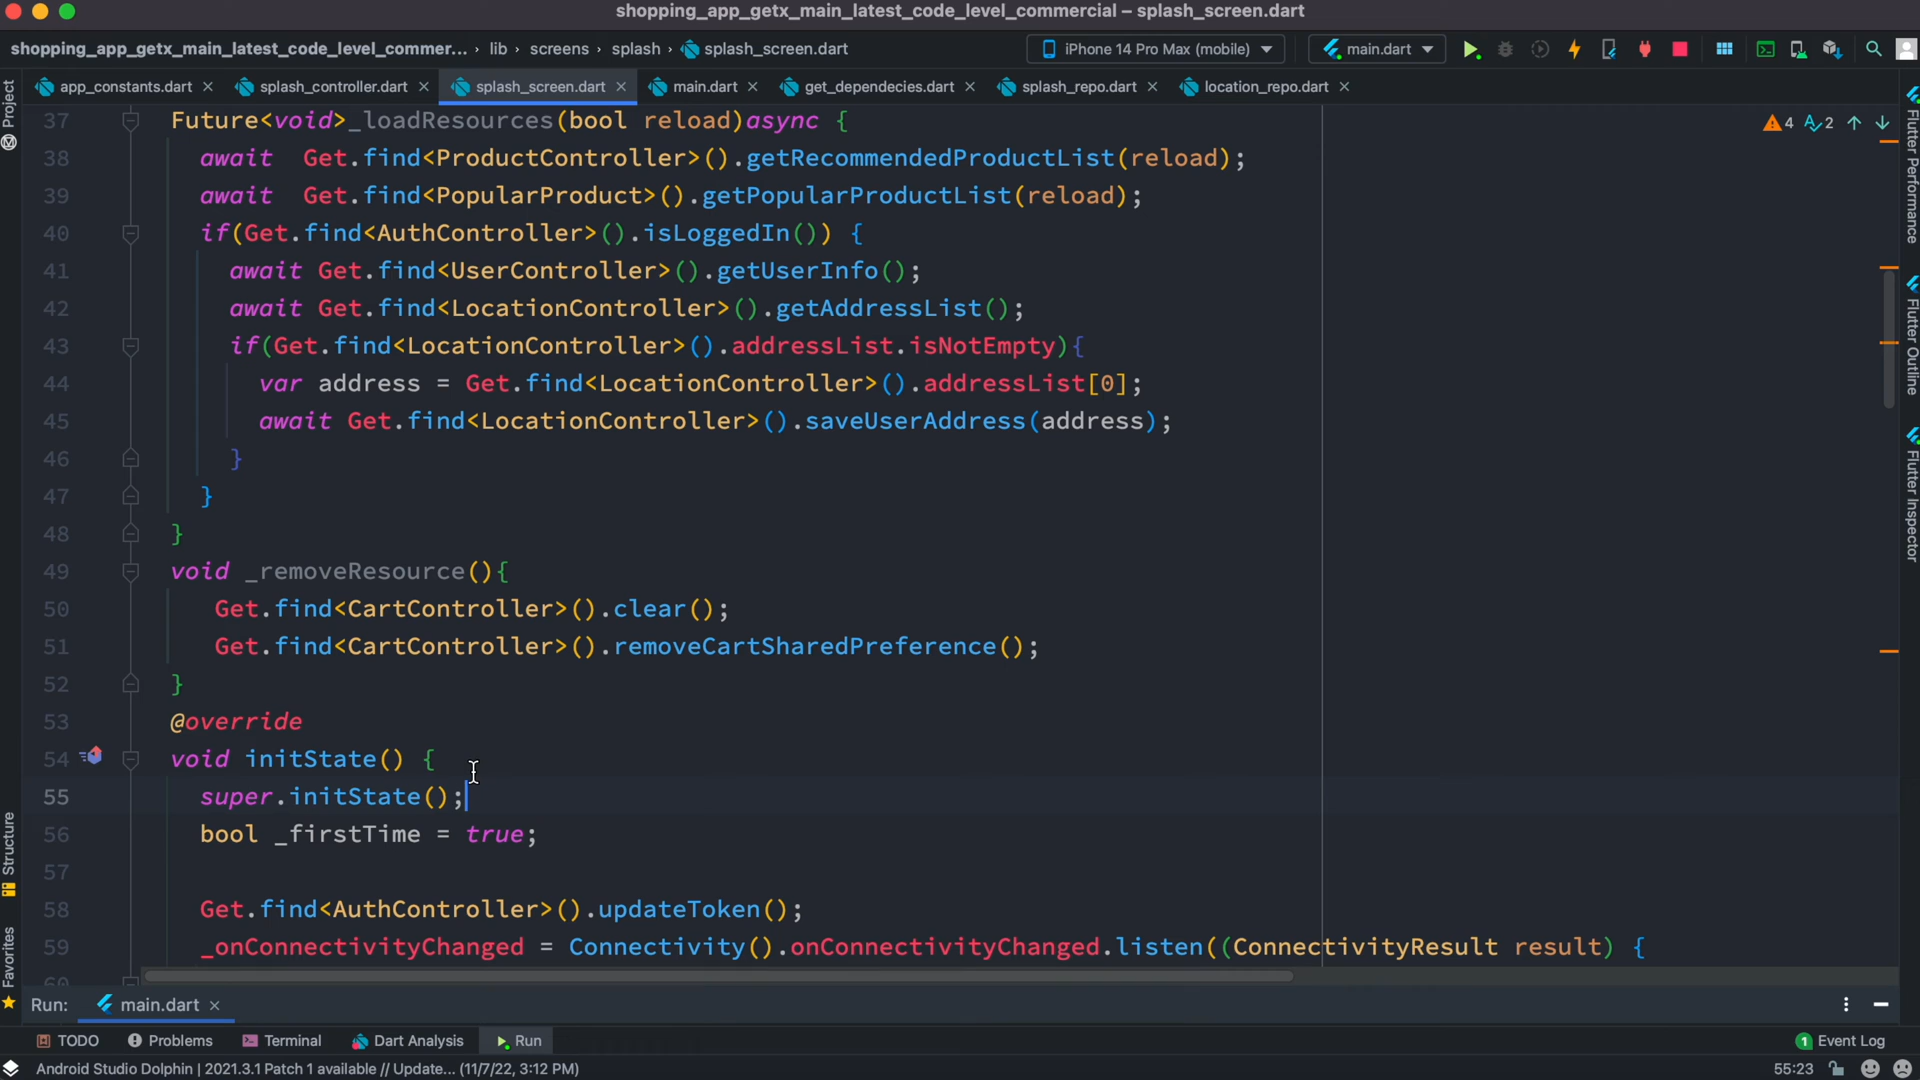 shopping_app_getx_main_latest_code_level_commercial – splash_screen.dart
shopping_app_getx_main_latest_code_level_commer... › lib › screens › splash › splash_screen.dart
iPhone 14 Pro Max (mobile)
main.dart
app_constants.dart
splash_controller.dart
splash_screen.dart
main.dart
get_dependecies.dart
splash_repo.dart
location_repo.dart
Project
Structure
Favorites
Flutter Performance
Flutter Outline
Flutter Inspector
4 2
37 Future<void>_loadResources(bool reload)async {
38 await  Get.find<ProductController>().getRecommendedProductList(reload);
39 await  Get.find<PopularProduct>().getPopularProductList(reload);
40 if(Get.find<AuthController>().isLoggedIn()) {
41 await Get.find<UserController>().getUserInfo();
42 await Get.find<LocationController>().getAddressList();
43 if(Get.find<LocationController>().addressList.isNotEmpty){
44 var address = Get.find<LocationController>().addressList[0];
45 await Get.find<LocationController>().saveUserAddress(address);
46 }
47 }
48 }
49 void _removeResource(){
50 Get.find<CartController>().clear();
51 Get.find<CartController>().removeCartSharedPreference();
52 }
53 @override
54 void initState() {
55 super.initState();
56 bool _firstTime = true;
57
58 Get.find<AuthController>().updateToken();
59 _onConnectivityChanged = Connectivity().onConnectivityChanged.listen((ConnectivityResult result) {
60
Run: main.dart
TODO
Problems
Terminal
Dart Analysis
Run
1 Event Log
Android Studio Dolphin | 2021.3.1 Patch 1 available // Update... (11/7/22, 3:12 PM)
55:23